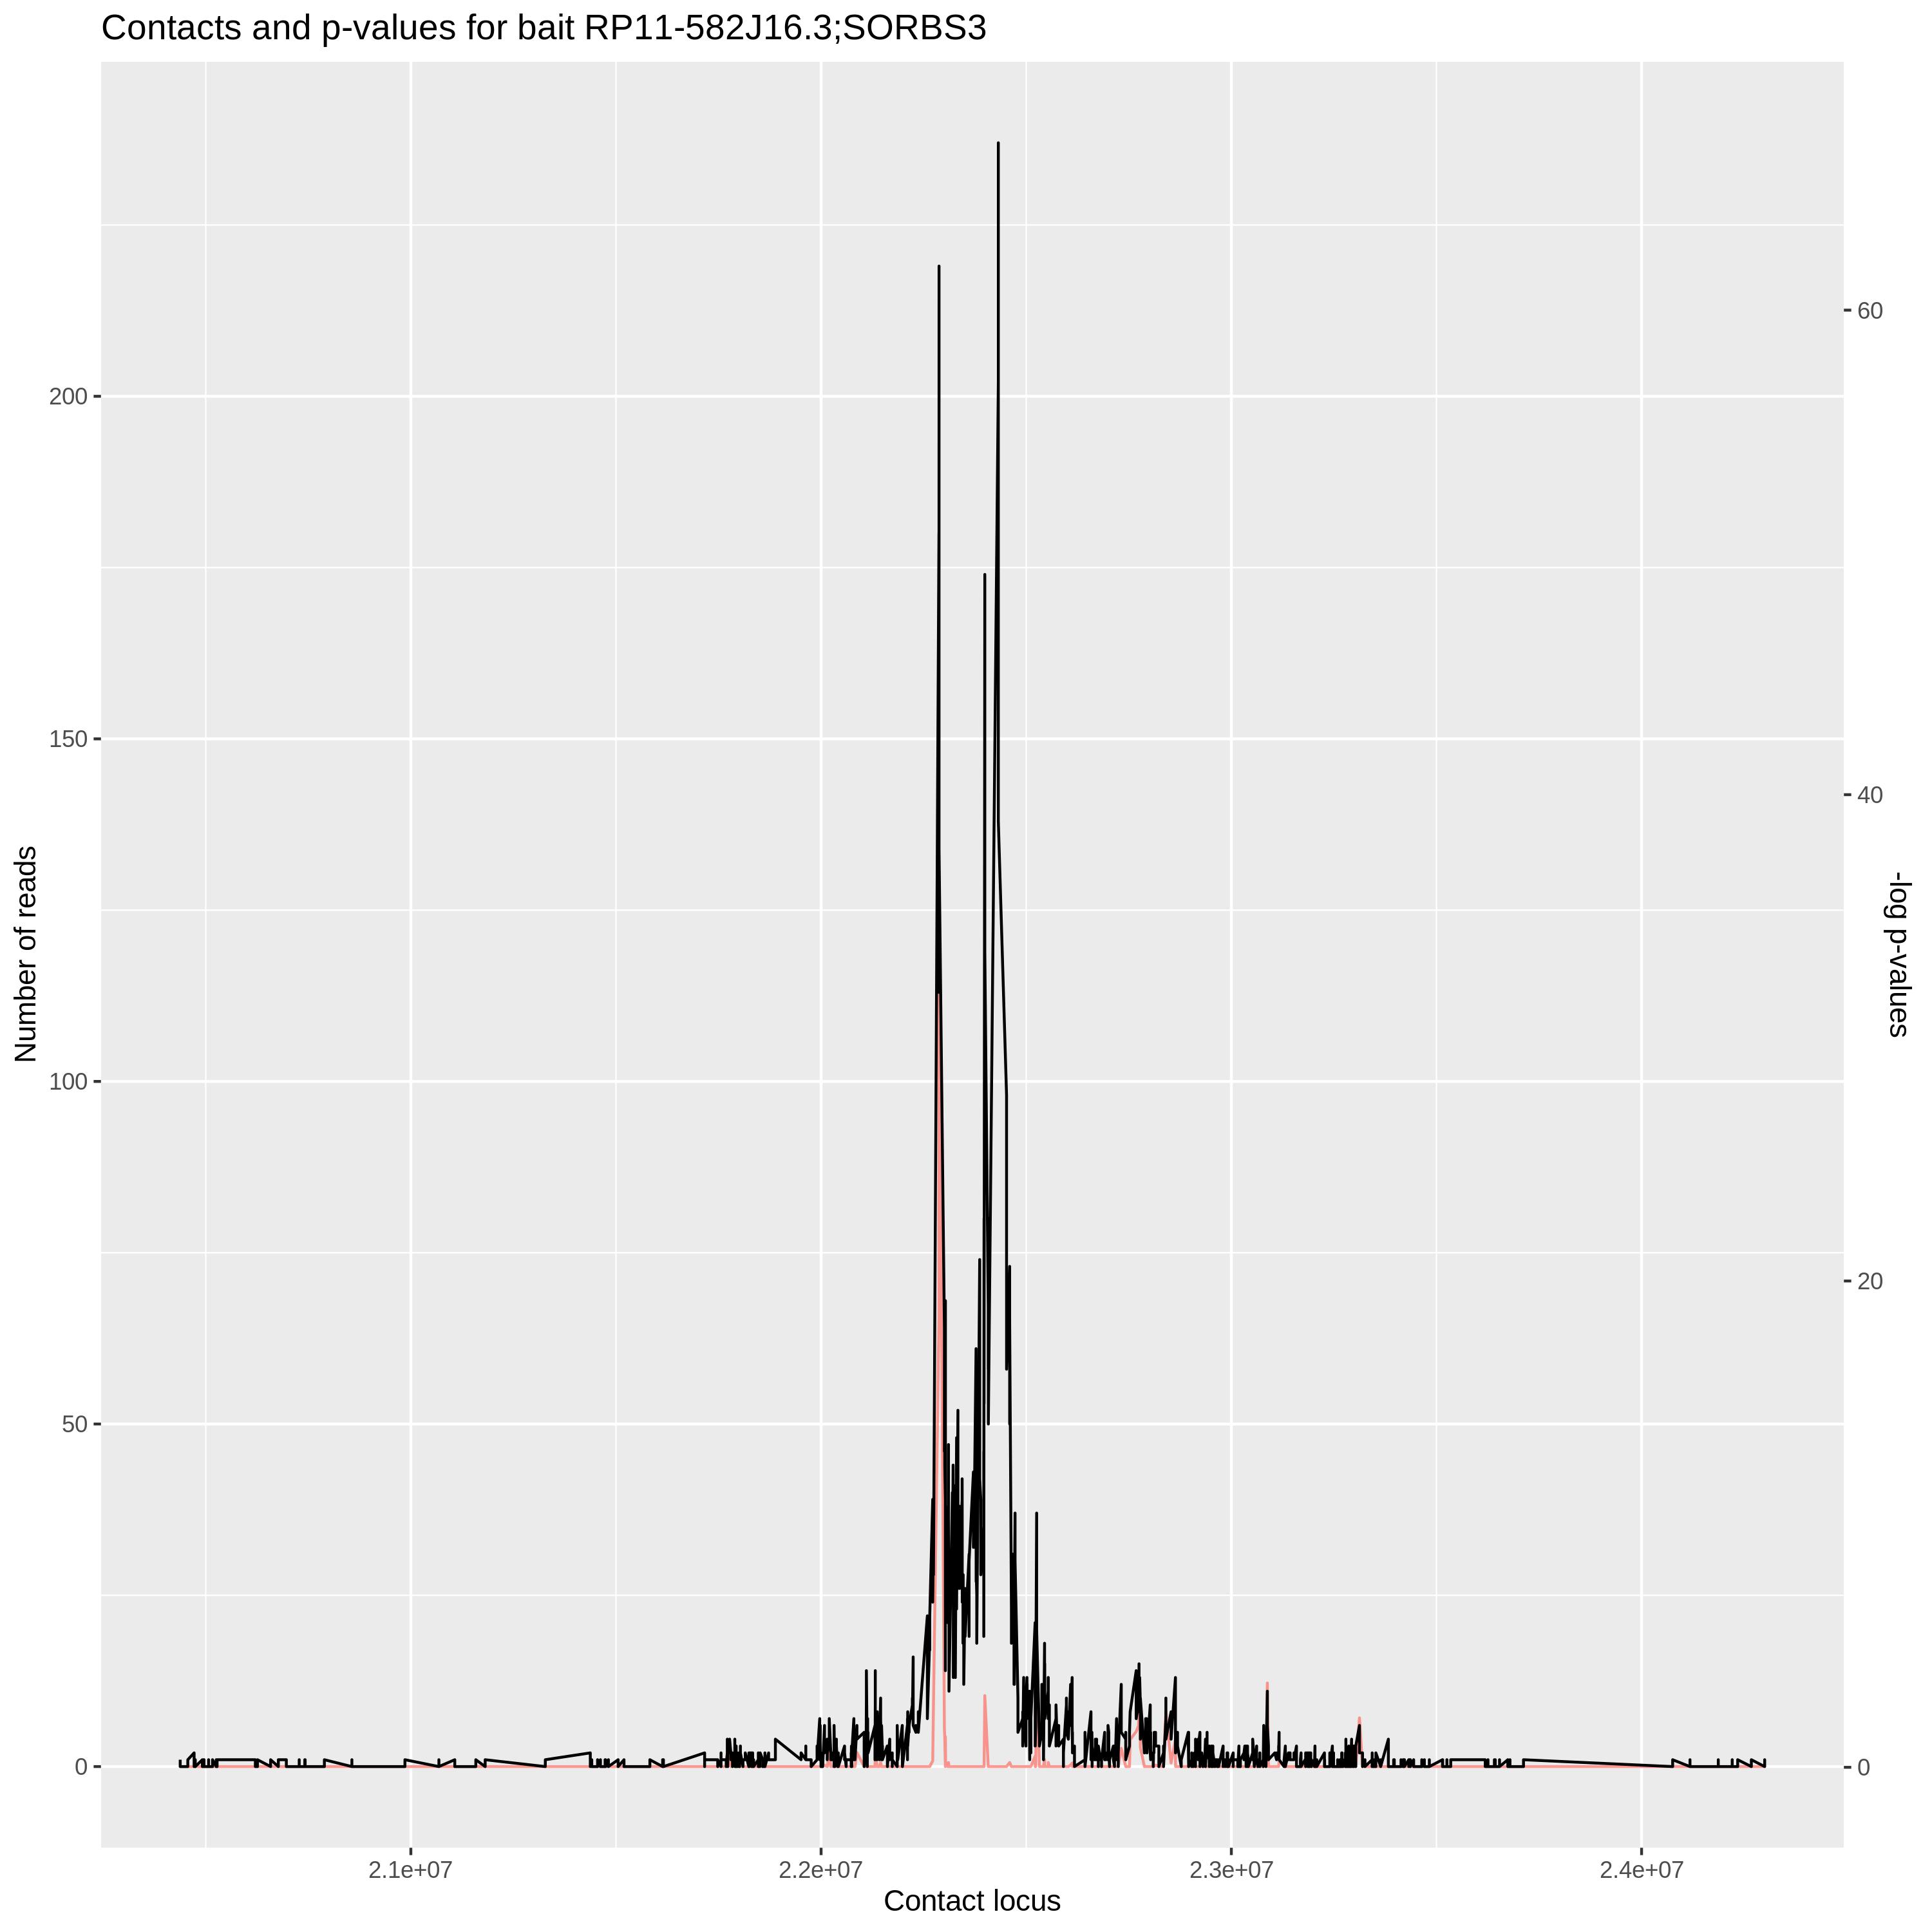 Contacts and p-values for bait RP11-582J16.3;SORBS3
Number of reads
200
150
100
50
0
60
40
20
0
-log p-values
2.1e+07 2.2e+07 2.3e+07 2.4e+07
Contact locus